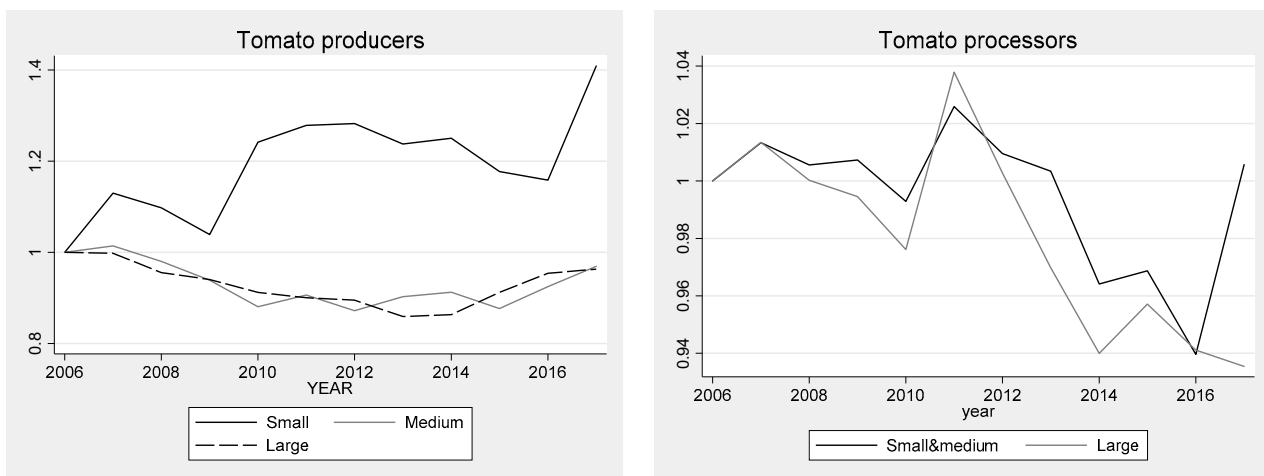 Tomato producers
1.4
1.2
1
0.8
2006 2008 2010 2012 2014 2016
YEAR
Small Medium
Large
Tomato processors
1.04
1.02
1
0.98
0.96
0.94
2006 2008 2010 2012 2014 2016
year
Small&medium Large